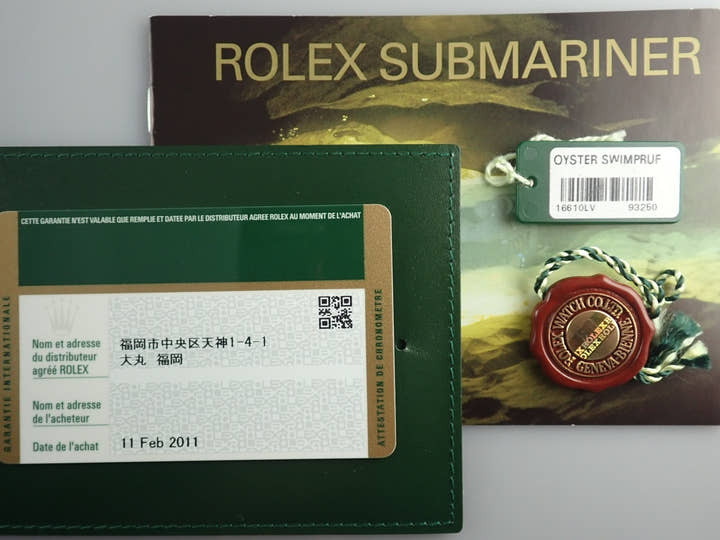 ROLEX SUBMARINER
OYSTER SWIMPRUF
16610LV 93250
ROLEX WATCH CO.LTD.
GENEVA-BIENNE
CETTE GARANTIE N'EST VALABLE QUE REMPLIE ET DATEE PAR LE DISTRIBUTEUR AGREE ROLEX AU MOMENT DE L'ACHAT
GARANTIE INTERNATIONALE
ATTESTATION DE CHRONOMETRE
Nom et adresse
du distributeur
agréé ROLEX
福岡市中央区天神1-4-1
大丸 福岡
Nom et adresse
de l'acheteur
Date de l'achat
11 Feb 2011